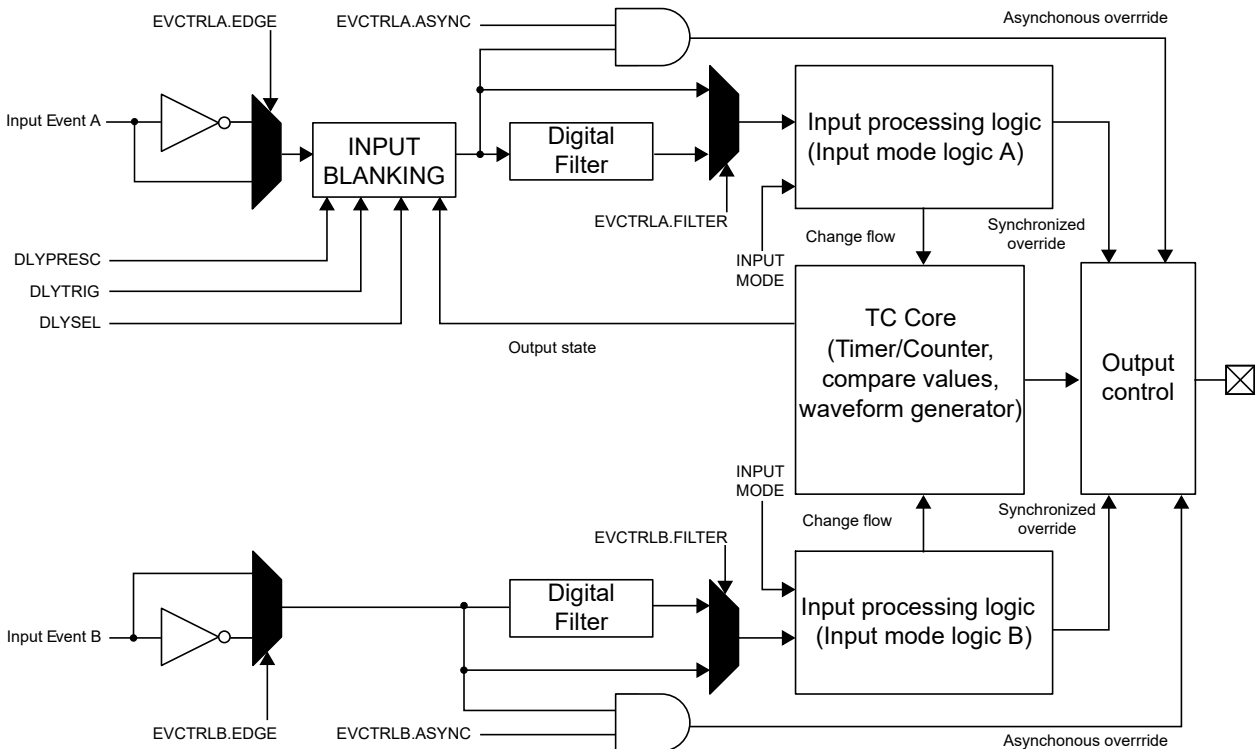 EVCTRLA.EDGE
EVCTRLA.ASYNC
Asynchonous overrride
Input Event A
INPUT
BLANKING
Digital
Filter
Input processing logic
(Input mode logic A)
EVCTRLA.FILTER
DLYPRESC
DLYTRIG
DLYSEL
INPUT
MODE
Change flow
Synchronized
override
Output state
TC Core
(Timer/Counter,
compare values,
waveform generator)
Output
control
INPUT
MODE
Change flow
Synchronized
override
EVCTRLB.FILTER
Input Event B
Digital
Filter
Input processing logic
(Input mode logic B)
EVCTRLB.EDGE
EVCTRLB.ASYNC
Asynchonous overrride